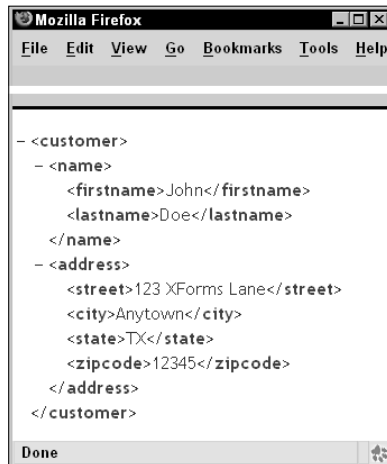 Mozilla Firefox
File Edit View Go Bookmarks Tools Help
– <customer>
– <name>
<firstname>John</firstname>
<lastname>Doe</lastname>
</name>
– <address>
<street>123 XForms Lane</street>
<city>Anytown</city>
<state>TX</state>
<zipcode>12345</zipcode>
</address>
</customer>
Done